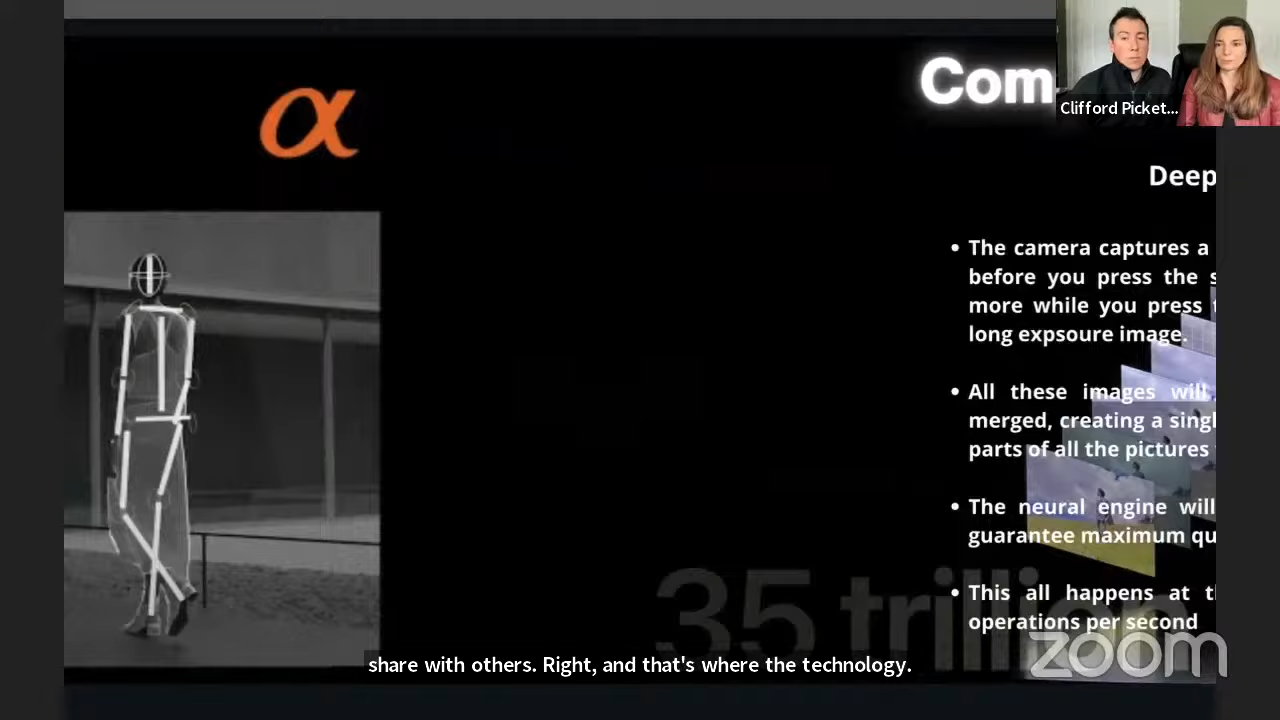 α
Com
Clifford Picket...
Deep
• The camera captures a
before you press the s
more while you press t
long expsoure image.
• All these images will,
merged, creating a singl
parts of all the pictures
• The neural engine will
guarantee maximum qu
• This all happens at th
operations per second
35 trillion
share with others. Right, and that's where the technology.
zoom